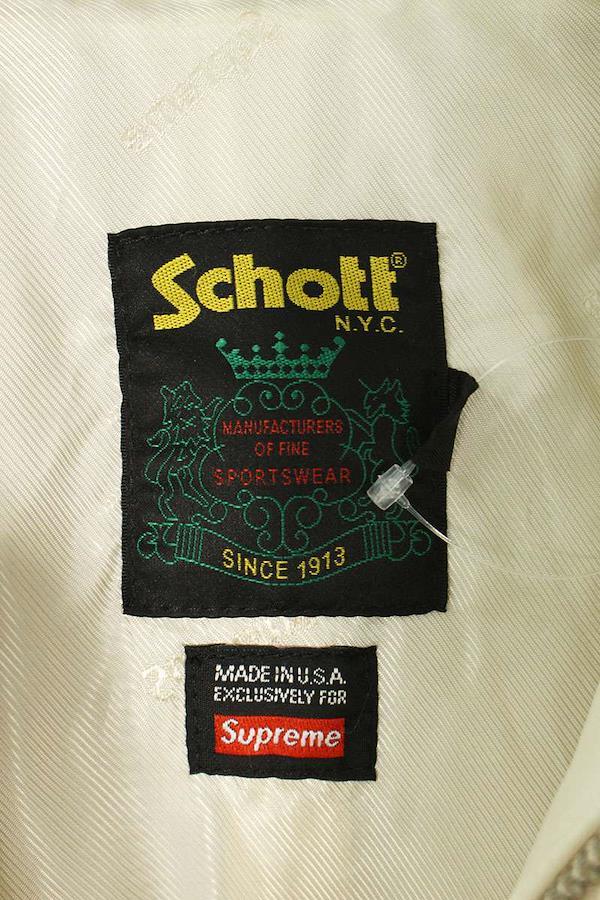 Schott®
N.Y.C.
MANUFACTURERS
OF FINE
SPORTSWEAR
SINCE 1913
MADE IN U.S.A.
EXCLUSIVELY FOR
Supreme